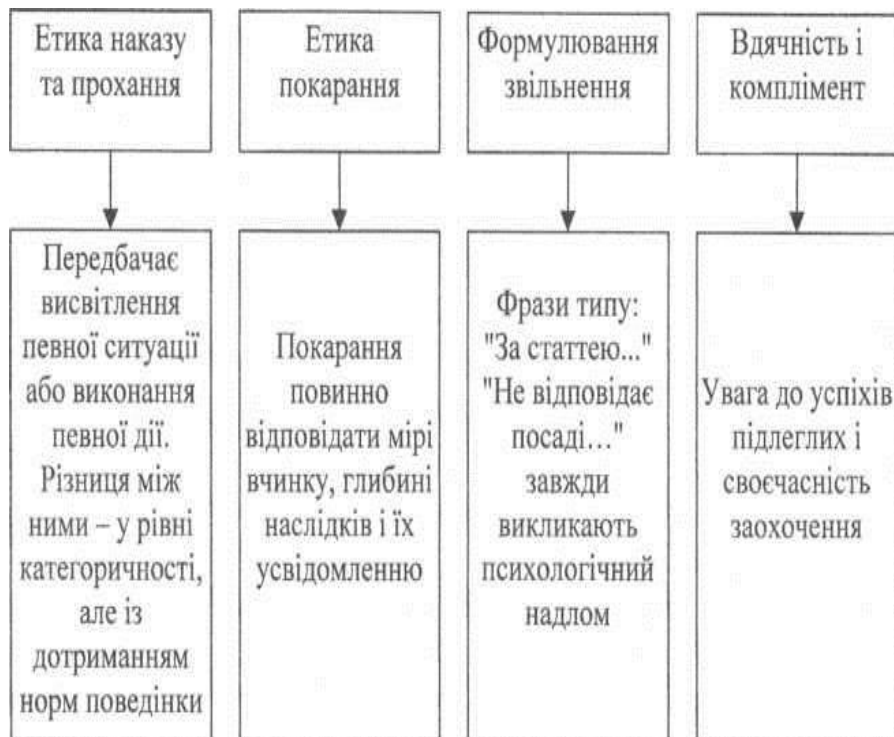 Етика наказу
та прохання
Етика
покарання
Формулювання
звільнення
Вдячність і
комплімент
Передбачає
висвітлення
певної ситуації
або виконання
певної дії.
Різниця між
ними – у рівні
категоричності,
але із
дотриманням
норм поведінки
Покарання
повинно
відповідати мірі
вчинку, глибині
наслідків і їх
усвідомленню
Фрази типу:
"За статтею..."
"Не відповідає
посаді…"
завжди
викликають
психологічний
надлом
Увага до успіхів
підлеглих і
своєчасність
заохочення